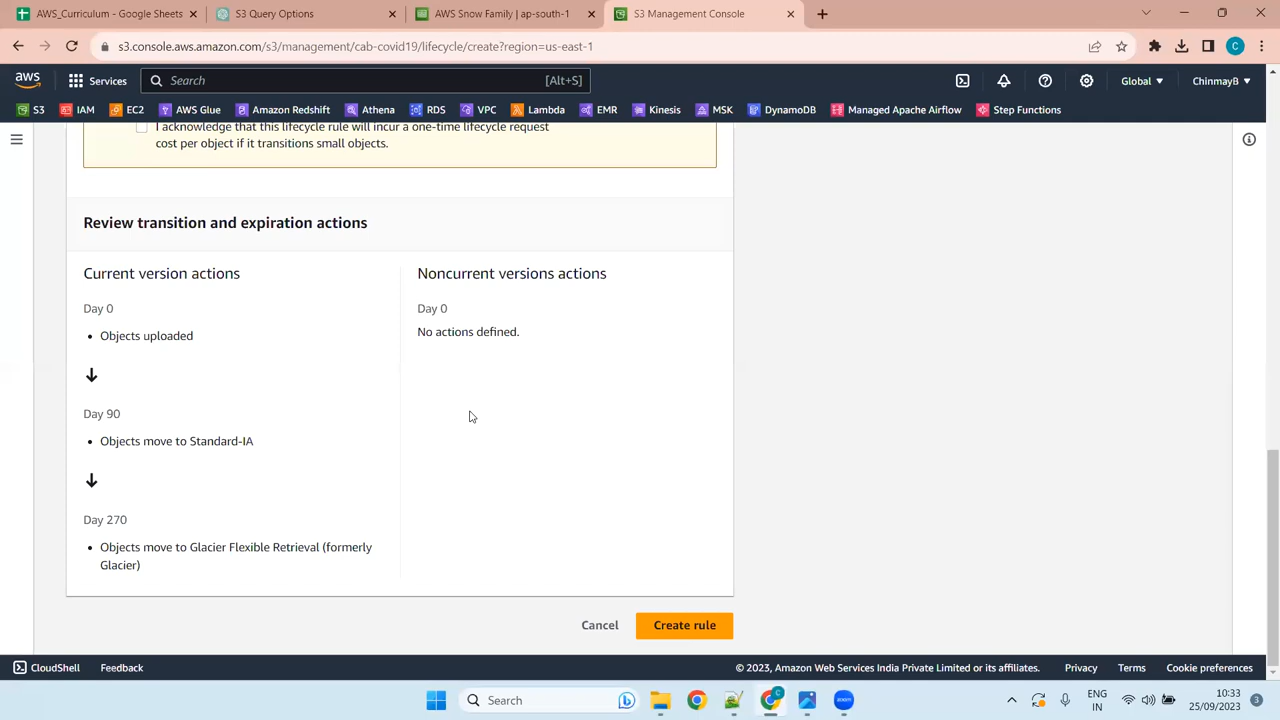 AWS_Curriculum - Google Sheets
S3 Query Options
AWS Snow Family | ap-south-1
S3 Management Console
s3.console.aws.amazon.com/s3/management/cab-covid19/lifecycle/create?region=us-east-1
C
aws
Services
Search
[Alt+S]
Global
ChinmayB
S3
IAM
EC2
AWS Glue
Amazon Redshift
Athena
RDS
VPC
Lambda
EMR
Kinesis
MSK
DynamoDB
Managed Apache Airflow
Step Functions
I acknowledge that this lifecycle rule will incur a one-time lifecycle request
cost per object if it transitions small objects.
Review transition and expiration actions
Current version actions
Day 0
• Objects uploaded
Day 90
• Objects move to Standard-IA
Day 270
• Objects move to Glacier Flexible Retrieval (formerly
Glacier)
Noncurrent versions actions
Day 0
No actions defined.
Cancel
Create rule
CloudShell
Feedback
© 2023, Amazon Web Services India Private Limited or its affiliates.
Privacy
Terms
Cookie preferences
Search
C
zoom
ENG
IN
10:33
25/09/2023
3